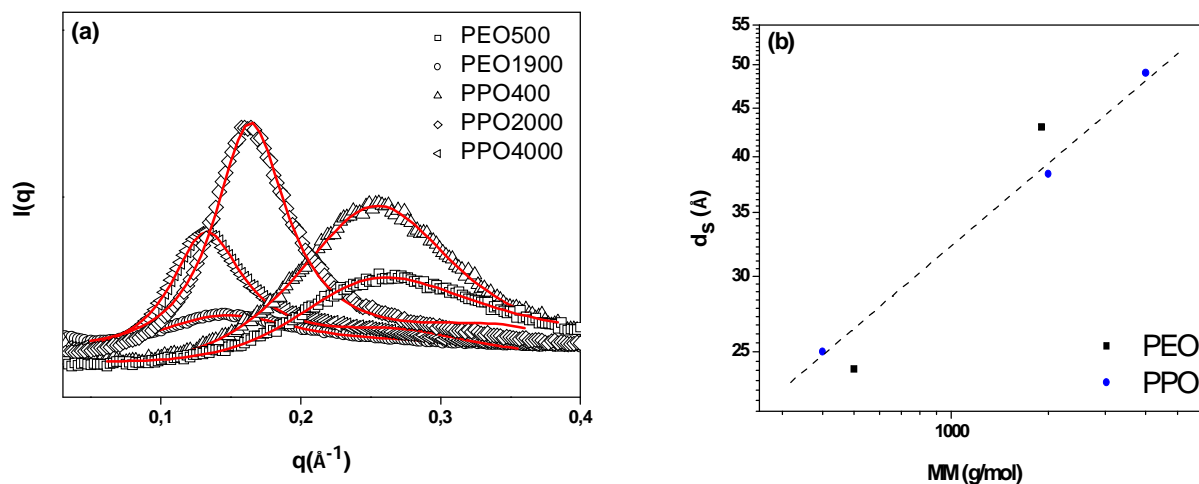 (a)
PEO500
PEO1900
PPO400
PPO2000
PPO4000
I(q)
0,1 0,2 0,3 0,4
q(Å⁻¹)
(b)
55
50
45
40
35
30
25
dₛ (Å)
PEO
PPO
1000
MM (g/mol)